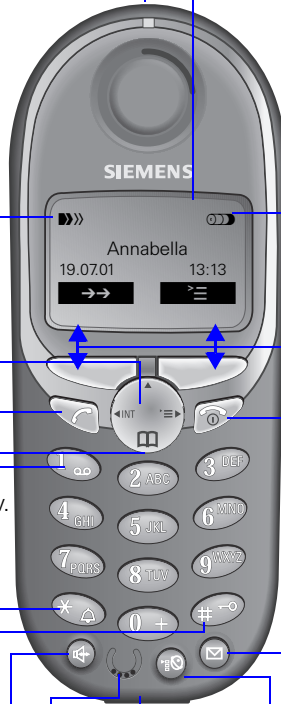 SIEMENS
Annabella
19.07.01 13:13
INT
1
2 ABC
3 DEF
4 GHI
5 JKL
6 MNO
7 PQRS
8 TUV
9 WXYZ
* 0 + #
y.